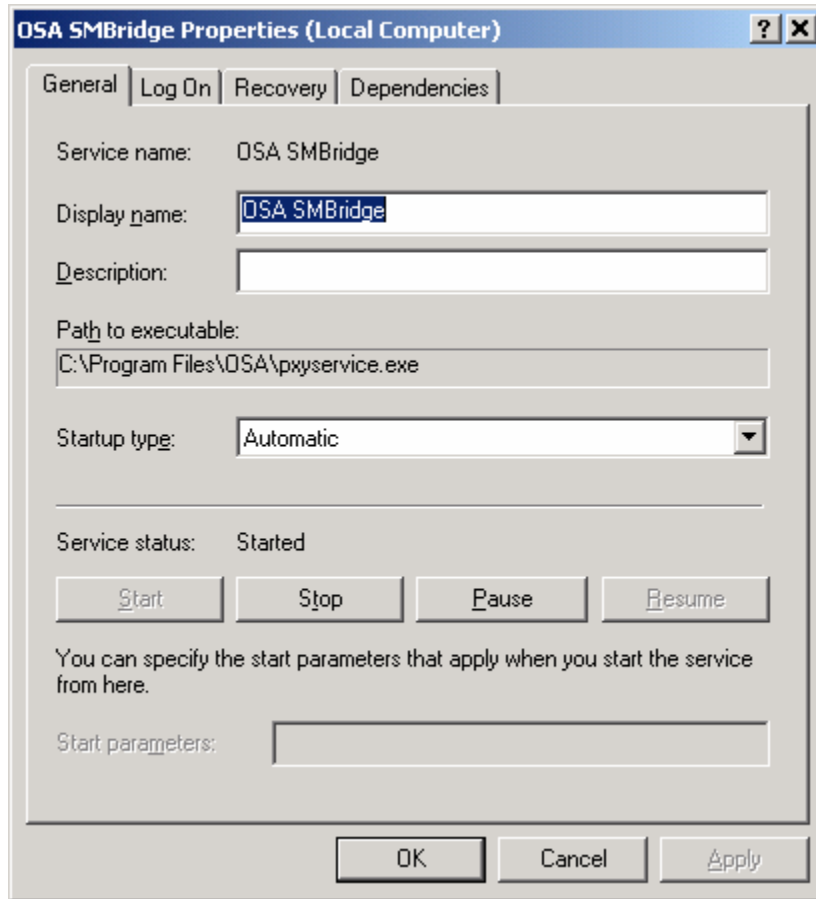 OSA SMBridge Properties (Local Computer)
General Log On Recovery Dependencies
Service name: OSA SMBridge
Display name: OSA SMBridge
Description:
Path to executable:
C:\Program Files\OSA\pxyservice.exe
Startup type: Automatic
Service status: Started
Start Stop Pause Resume
You can specify the start parameters that apply when you start the service
from here.
Start parameters:
OK Cancel Apply